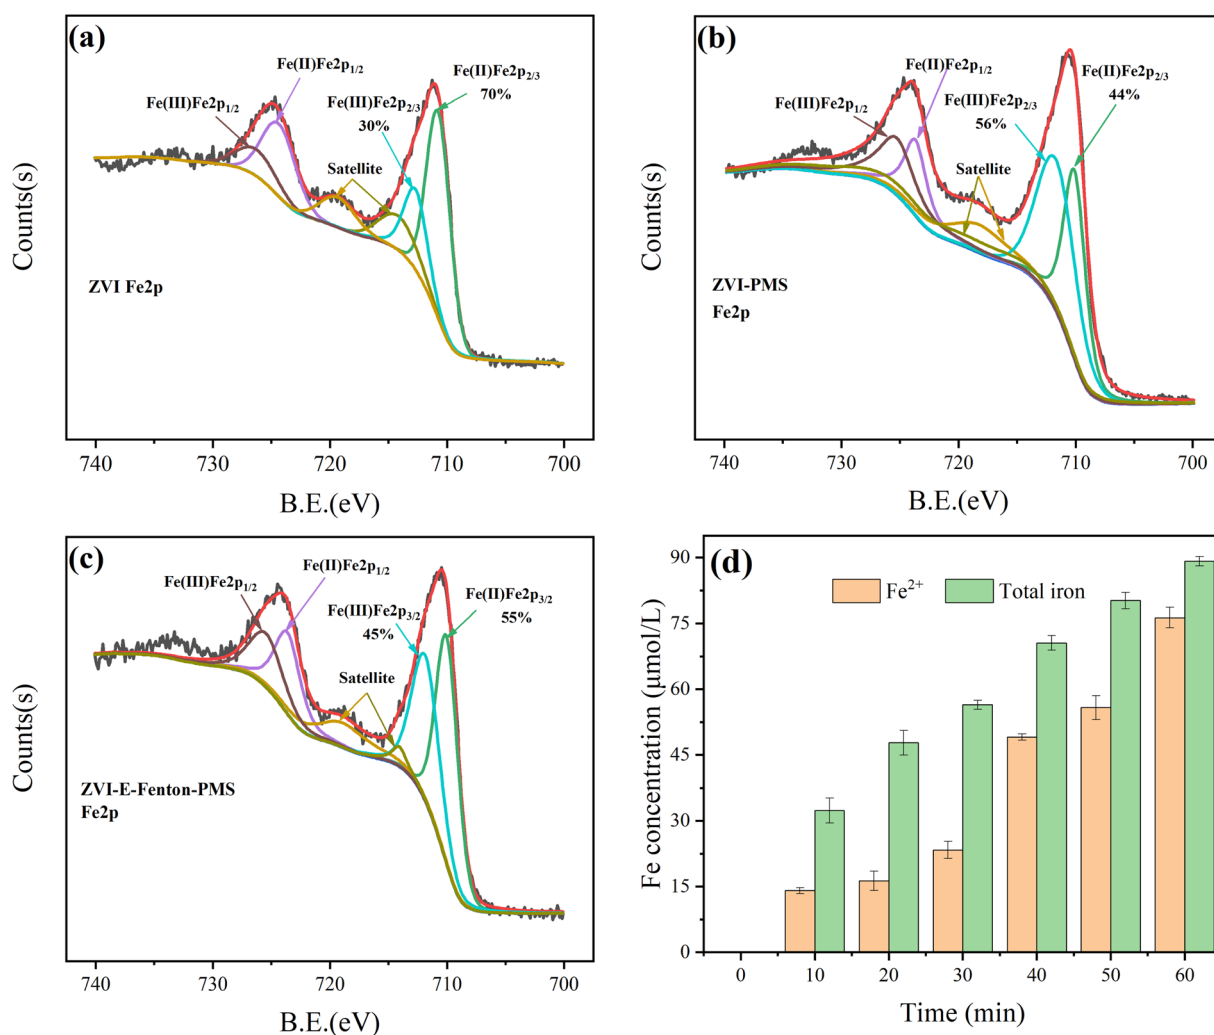 (a)
Fe(II)Fe2p1/2
Fe(III)Fe2p1/2
Fe(III)Fe2p2/3
30%
Fe(II)Fe2p2/3
70%
Satellite
ZVI Fe2p
Counts(s)
740 730 720 710 700
B.E.(eV)
(b)
Fe(II)Fe2p1/2
Fe(III)Fe2p1/2
Fe(III)Fe2p2/3
56%
Fe(II)Fe2p2/3
44%
Satellite
ZVI-PMS
Fe2p
Counts(s)
740 730 720 710 700
B.E.(eV)
(c)
Fe(III)Fe2p1/2
Fe(II)Fe2p1/2
Fe(III)Fe2p3/2
45%
Fe(II)Fe2p3/2
55%
Satellite
ZVI-E-Fenton-PMS
Fe2p
Counts(s)
740 730 720 710 700
B.E.(eV)
(d)
Fe2+ Total iron
Fe concentration (μmol/L)
90
75
60
45
30
15
0
0 10 20 30 40 50 60
Time (min)